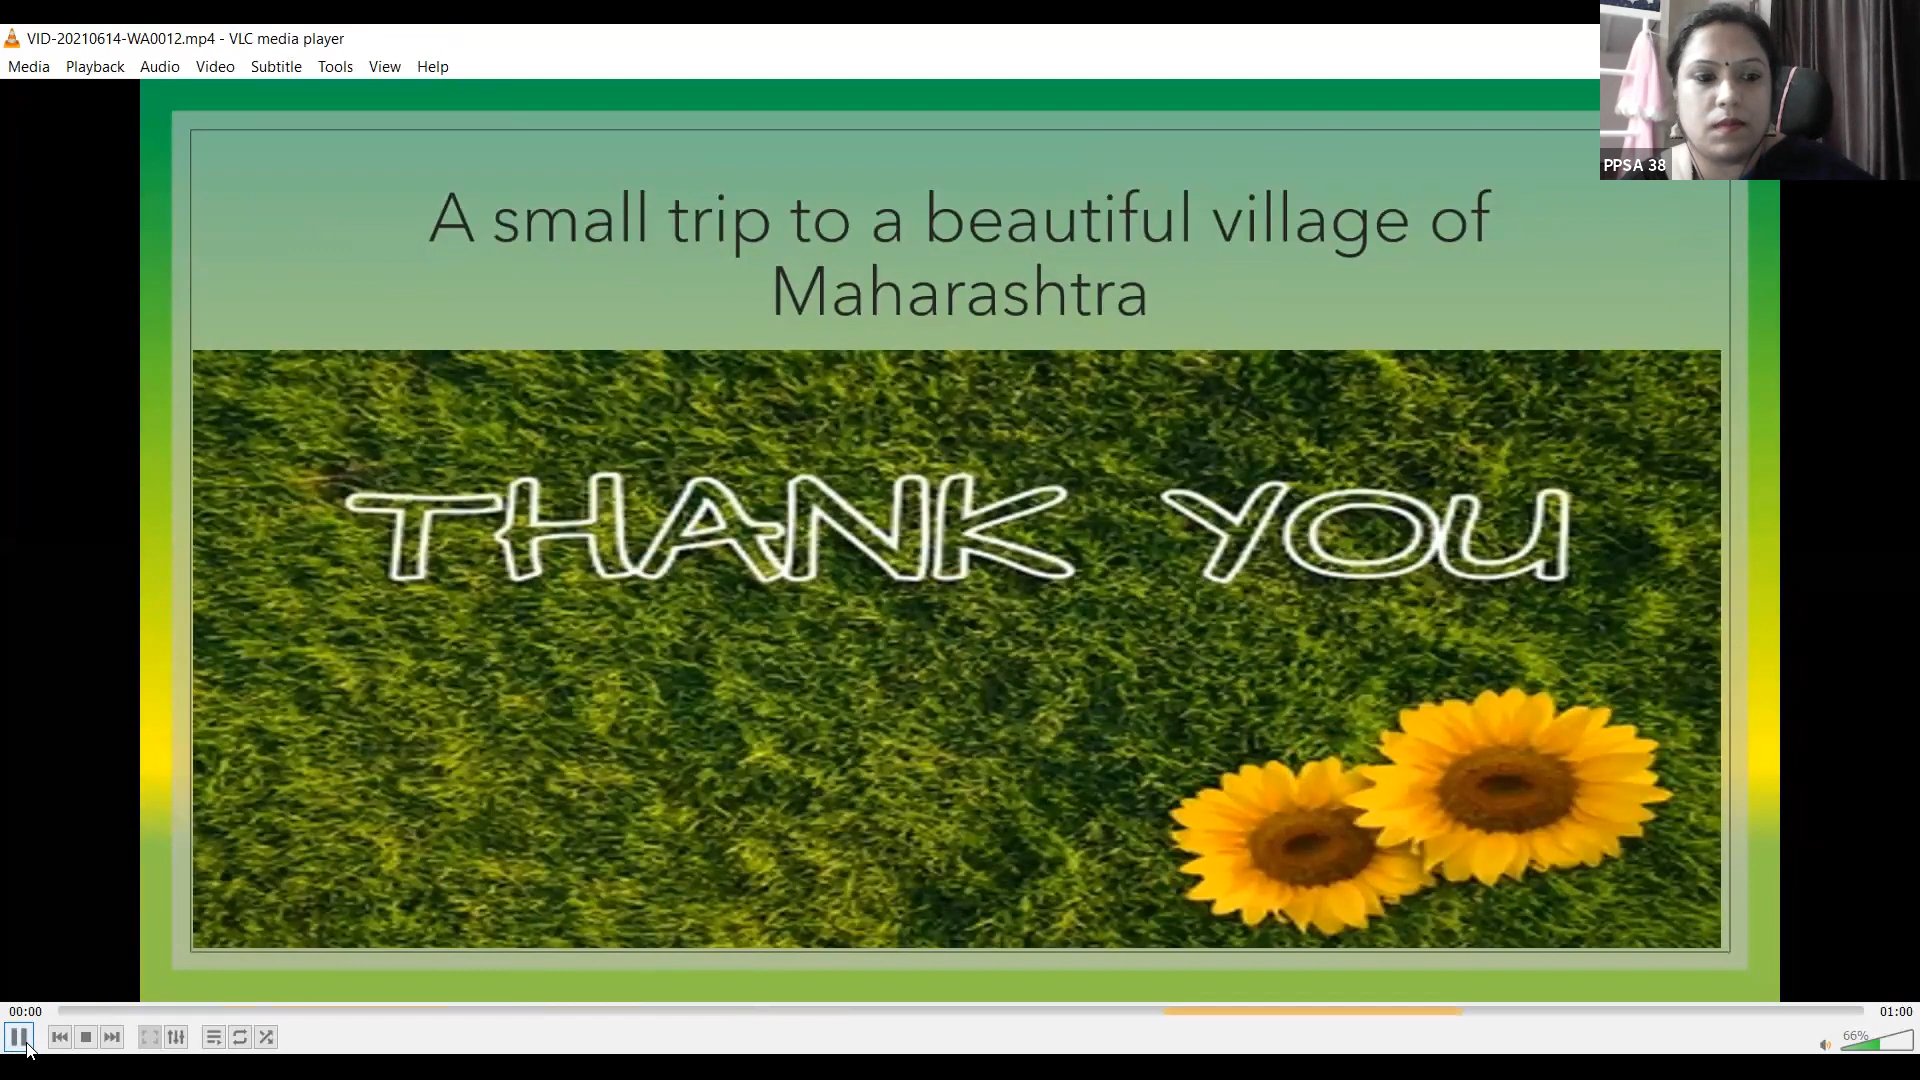 VID-20210614-WA0012.mp4 - VLC media player
Media Playback Audio Video Subtitle Tools View Help
PPSA 38
A small trip to a beautiful village of
Maharashtra
THANK YOU
00:00
01:00
66%